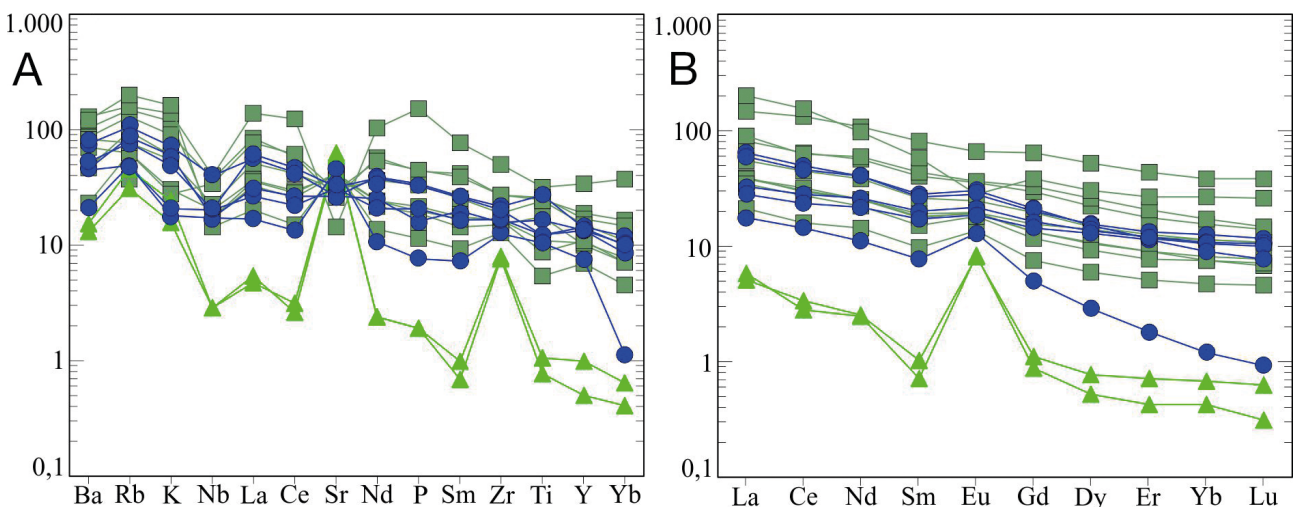 A
1.000
100
10
1
0,1
Ba Rb K Nb La Ce Sr Nd P Sm Zr Ti Y Yb
B
1.000
100
10
1
0,1
La Ce Nd Sm Eu Gd Dy Er Yb Lu